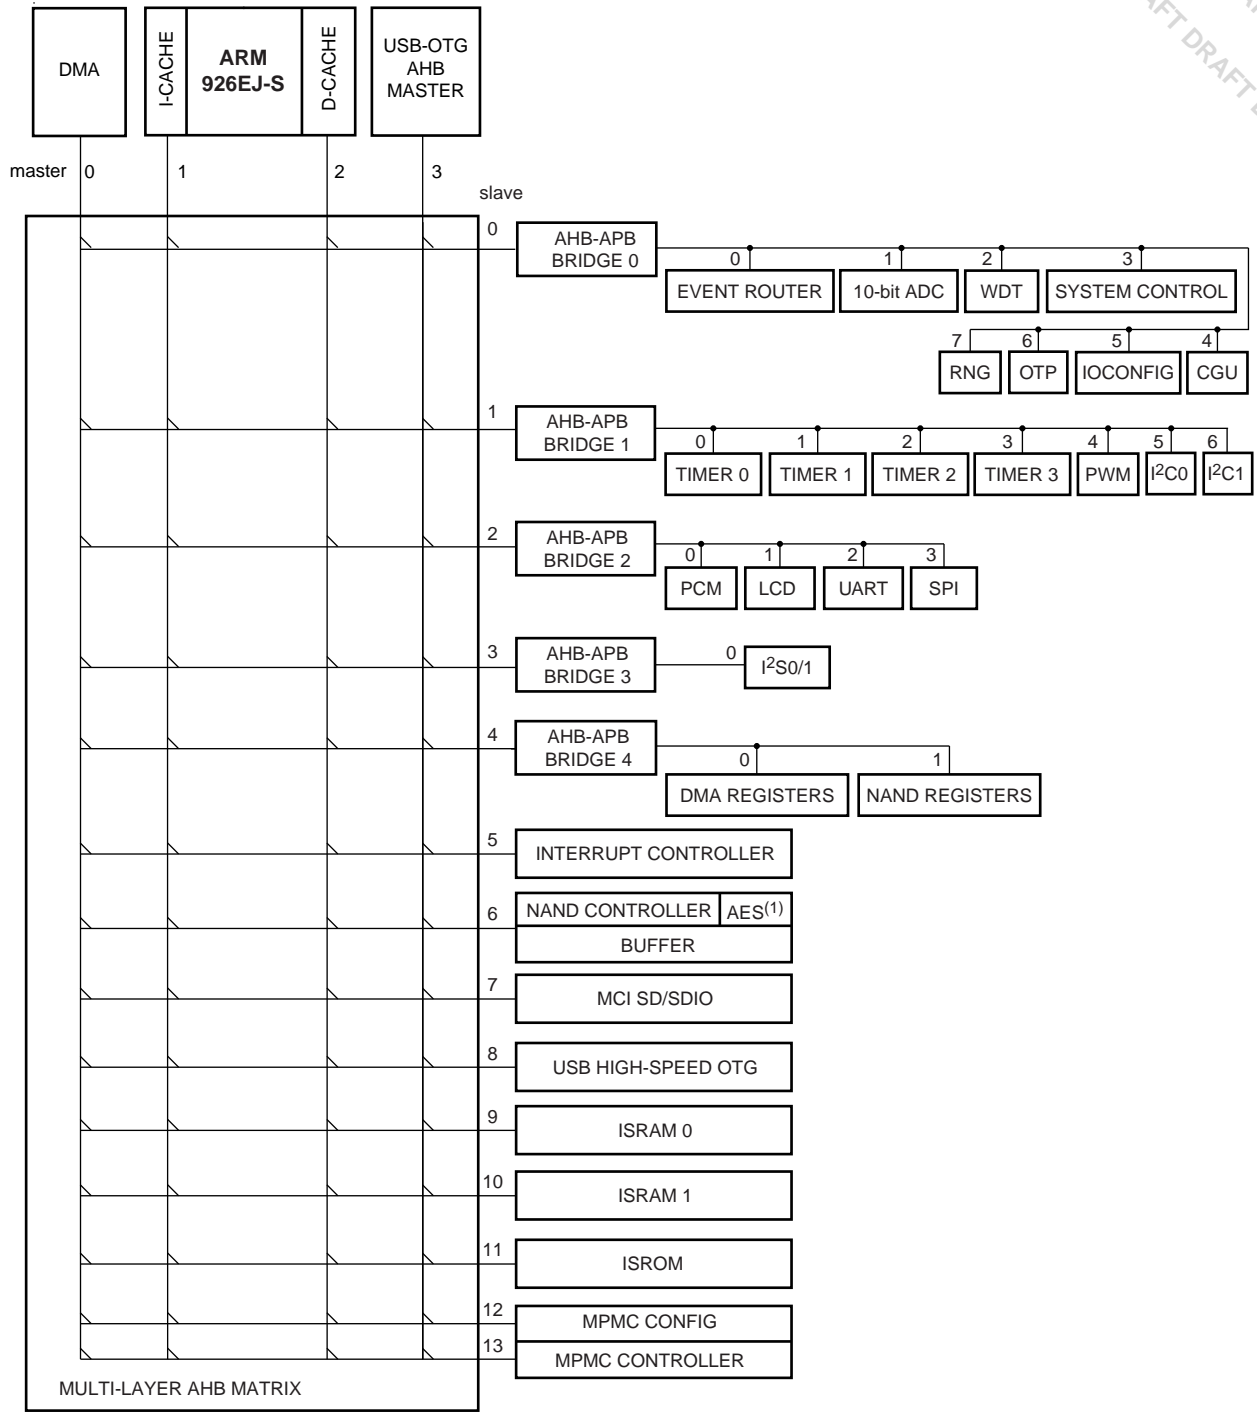 DRAFT DRAFT
DMA
I-CACHE
ARM
926EJ-S
D-CACHE
USB-OTG
AHB
MASTER
master 0 1 2 3
slave
0
AHB-APB
BRIDGE 0
0 1 2 3
EVENT ROUTER 10-bit ADC WDT SYSTEM CONTROL
7 6 5 4
RNG OTP IOCONFIG CGU
1
AHB-APB
BRIDGE 1
0 1 2 3 4 5 6
TIMER 0 TIMER 1 TIMER 2 TIMER 3 PWM I²C0 I²C1
2
AHB-APB
BRIDGE 2
0 1 2 3
PCM LCD UART SPI
3
AHB-APB
BRIDGE 3
0
I²S0/1
4
AHB-APB
BRIDGE 4
0 1
DMA REGISTERS NAND REGISTERS
5
INTERRUPT CONTROLLER
6
NAND CONTROLLER AES(1)
BUFFER
7
MCI SD/SDIO
8
USB HIGH-SPEED OTG
9
ISRAM 0
10
ISRAM 1
11
ISROM
12
MPMC CONFIG
13
MPMC CONTROLLER
MULTI-LAYER AHB MATRIX